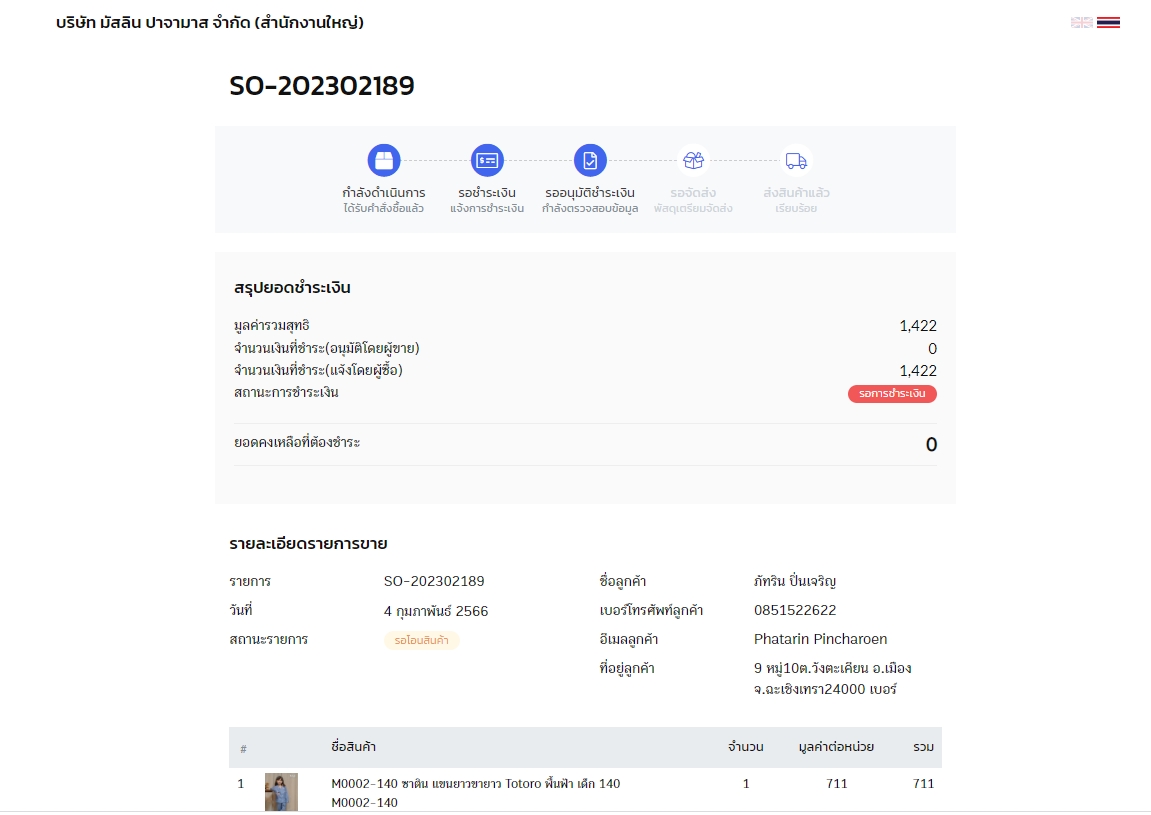 บริษัท มัสลิน ปาจามาส จำกัด (สำนักงานใหญ่)
SO-202302189
กำลังดำเนินการ รอชำระเงิน รออนุมัติชำระเงิน รอจัดส่ง ส่งสินค้าแล้ว
ได้รับคำสั่งซื้อแล้ว แจ้งการชำระเงิน กำลังตรวจสอบข้อมูล พัสดุเตรียมจัดส่ง เรียบร้อย
สรุปยอดชำระเงิน
มูลค่ารวมสุทธิ 1,422
จำนวนเงินที่ชำระ(อนุมัติโดยผู้ขาย) 0
จำนวนเงินที่ชำระ(แจ้งโดยผู้ซื้อ) 1,422
สถานะการชำระเงิน รอการชำระเงิน
ยอดคงเหลือที่ต้องชำระ 0
รายละเอียดรายการขาย
รายการ SO-202302189 ชื่อลูกค้า ภัทริน ปิ่นเจริญ
วันที่ 4 กุมภาพันธ์ 2566 เบอร์โทรศัพท์ลูกค้า 0851522622
สถานะรายการ รอโอนสินค้า อีเมลลูกค้า Phatarin Pincharoen
ที่อยู่ลูกค้า 9 หมู่10ต.วังตะเคียน อ.เมือง
จ.ฉะเชิงเทรา24000 เบอร์
# ชื่อสินค้า จำนวน มูลค่าต่อหน่วย รวม
1 M0002-140 ซาติน แขนยาวขายาว Totoro พื้นฟ้า เด็ก 140 1 711 711
M0002-140